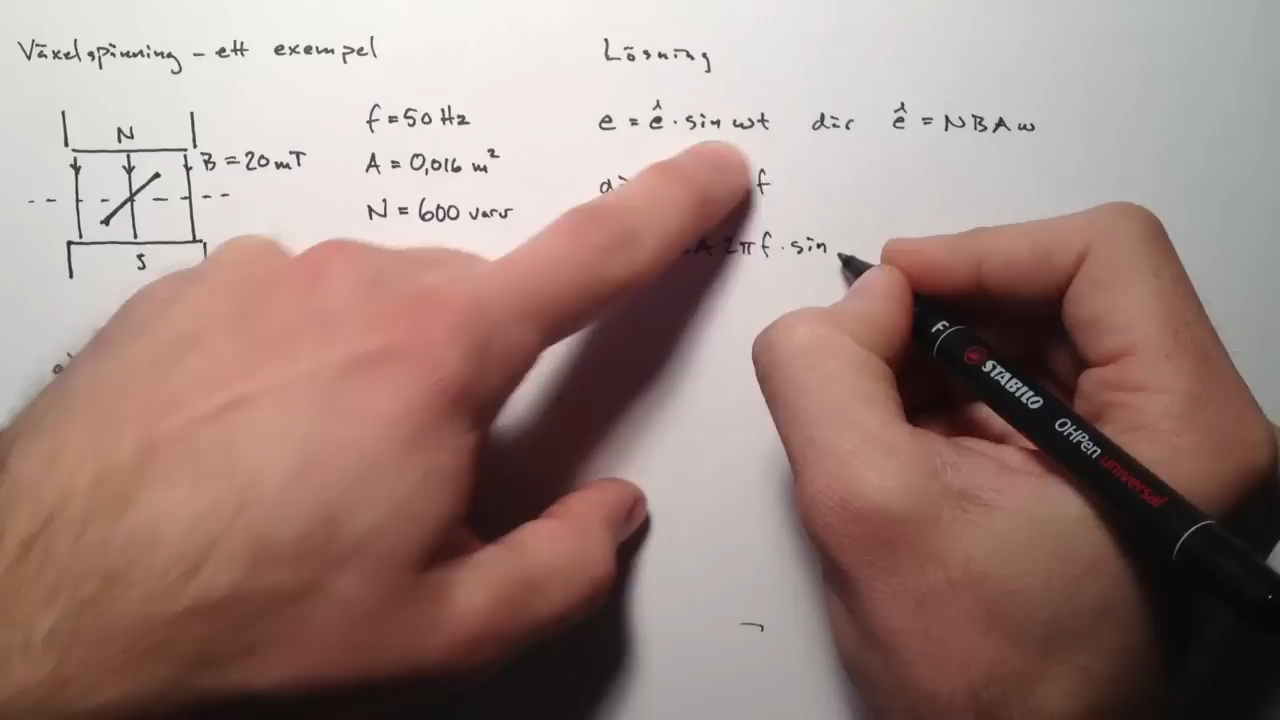 Växelspänning – ett exempel
N
B = 20 mT
S
f = 50 Hz
A = 0,016 m²
N = 600 varv
Lösning
e = ê · sin ωt där ê = NBAω
f
A 2πf · sin
F STABILO OHPen universal